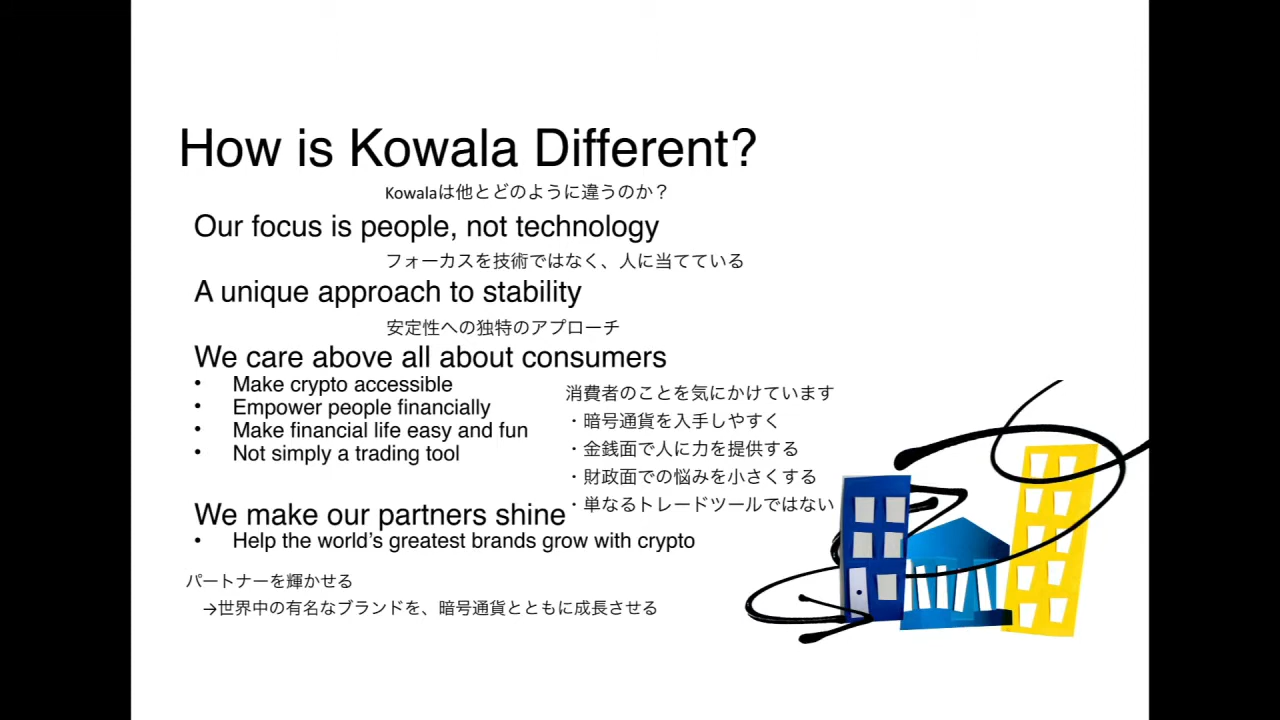 How is Kowala Different?
Kowalaは他とどのように違うのか？
Our focus is people, not technology
フォーカスを技術ではなく、人に当てている
A unique approach to stability
安定性への独特のアプローチ
We care above all about consumers
• Make crypto accessible
• Empower people financially
• Make financial life easy and fun
• Not simply a trading tool
消費者のことを気にかけています
・暗号通貨を入手しやすく
・金銭面で人に力を提供する
・財政面での悩みを小さくする
・単なるトレードツールではない
We make our partners shine
• Help the world’s greatest brands grow with crypto
パートナーを輝かせる
→世界中の有名なブランドを、暗号通貨とともに成長させる